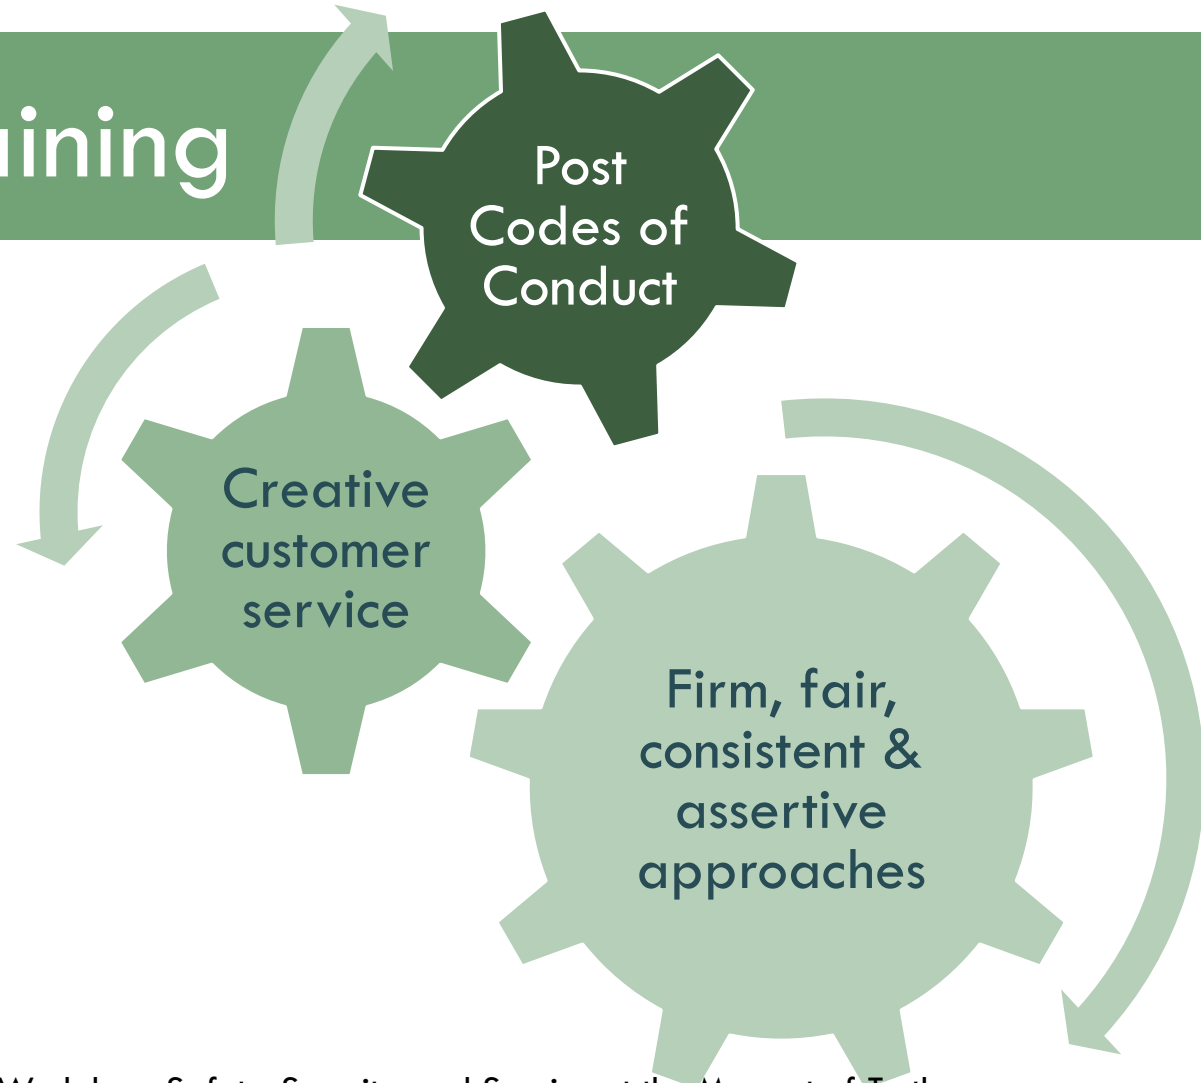 ining
Post
Codes of
Conduct
Creative
customer
service
Firm, fair,
consistent &
assertive
approaches